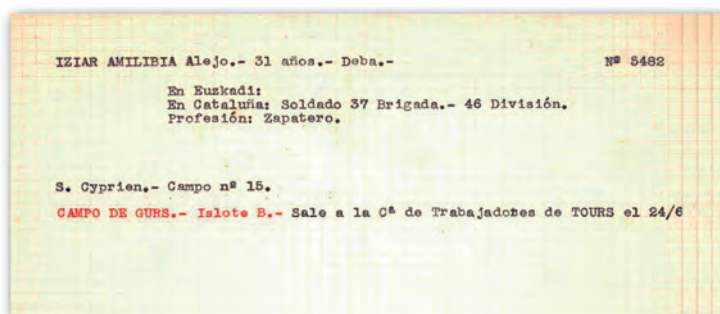 IZIAR AMILIBIA Alejo.- 31 años.- Deba.- Nº 5482
En Euzkadi:
En Cataluña: Soldado 37 Brigada.- 46 División.
Profesión: Zapatero.
S. Cyprien.- Campo nº 15.
CAMPO DE GURS.- Islote B.- Sale a la Cª de Trabajadores de TOURS el 24/6